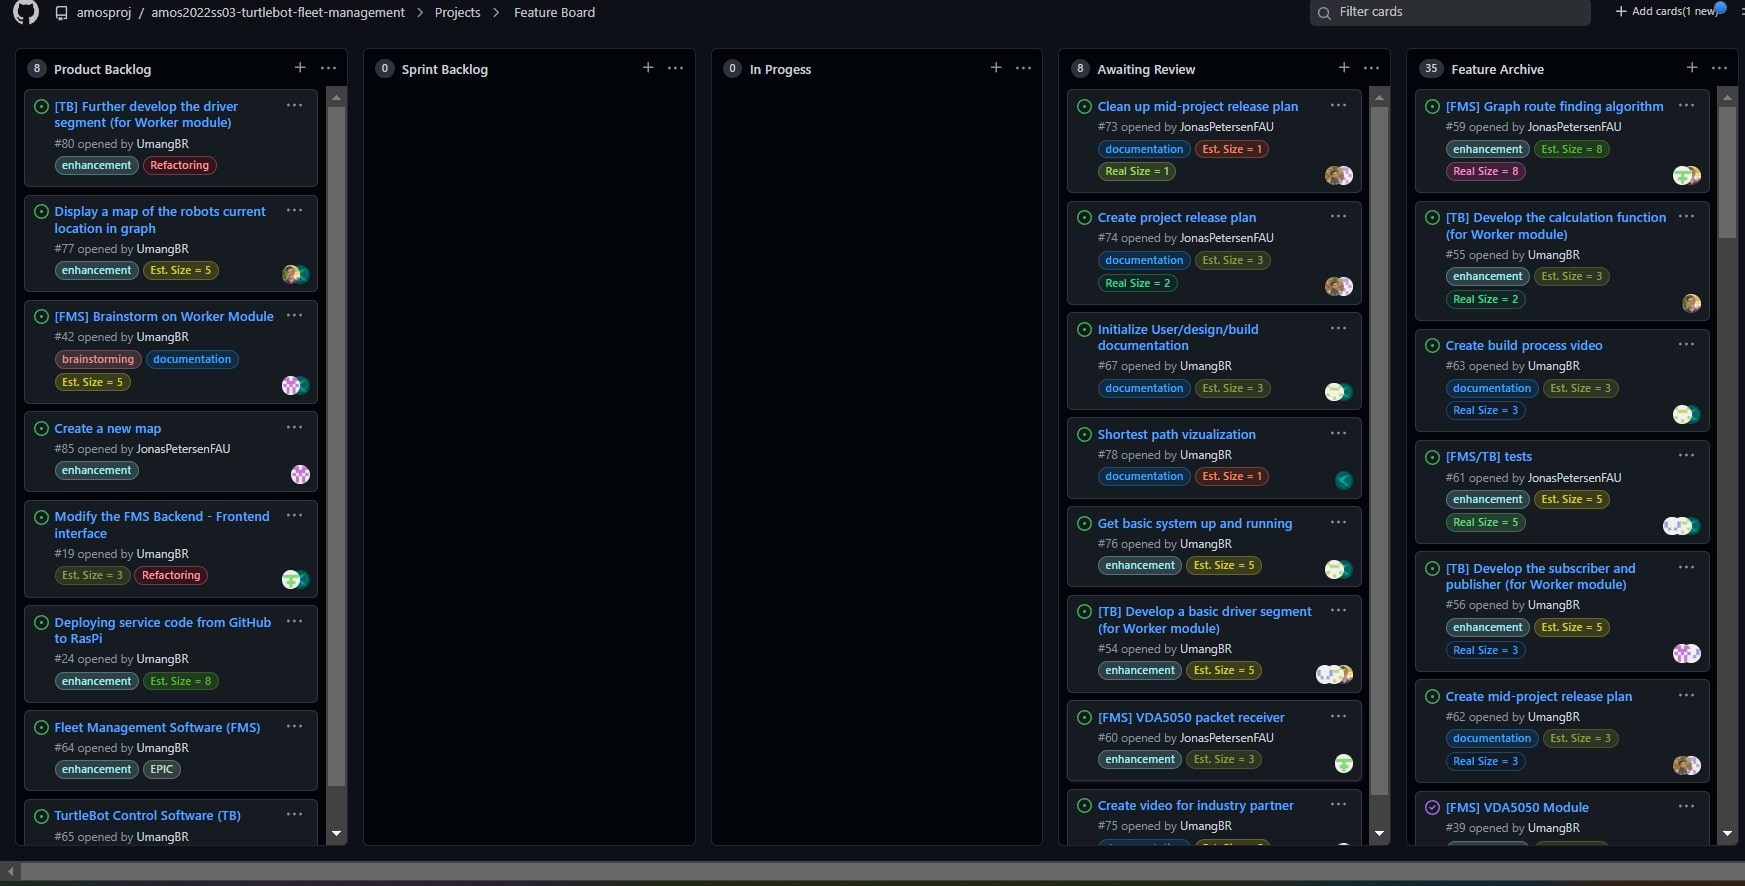 amosproj / amos2022ss03-turtlebot-fleet-management > Projects > Feature Board
Filter cards
+ Add cards(1 new)
8 Product Backlog
[TB] Further develop the driver
segment (for Worker module)
#80 opened by UmangBR
enhancement Refactoring
Display a map of the robots current
location in graph
#77 opened by UmangBR
enhancement Est. Size = 5
[FMS] Brainstorm on Worker Module
#42 opened by UmangBR
brainstorming documentation
Est. Size = 5
Create a new map
#85 opened by JonasPetersenFAU
enhancement
Modify the FMS Backend - Frontend
interface
#19 opened by UmangBR
Est. Size = 3 Refactoring
Deploying service code from GitHub
to RasPi
#24 opened by UmangBR
enhancement Est. Size = 8
Fleet Management Software (FMS)
#64 opened by UmangBR
enhancement EPIC
TurtleBot Control Software (TB)
#65 opened by UmangBR
0 Sprint Backlog
0 In Progess
8 Awaiting Review
Clean up mid-project release plan
#73 opened by JonasPetersenFAU
documentation Est. Size = 1
Real Size = 1
Create project release plan
#74 opened by JonasPetersenFAU
documentation Est. Size = 3
Real Size = 2
Initialize User/design/build
documentation
#67 opened by UmangBR
documentation Est. Size = 3
Shortest path vizualization
#78 opened by UmangBR
documentation Est. Size = 1
Get basic system up and running
#76 opened by UmangBR
enhancement Est. Size = 5
[TB] Develop a basic driver segment
(for Worker module)
#54 opened by UmangBR
enhancement Est. Size = 5
[FMS] VDA5050 packet receiver
#60 opened by JonasPetersenFAU
enhancement Est. Size = 3
Create video for industry partner
#75 opened by UmangBR
35 Feature Archive
[FMS] Graph route finding algorithm
#59 opened by JonasPetersenFAU
enhancement Est. Size = 8
Real Size = 8
[TB] Develop the calculation function
(for Worker module)
#55 opened by UmangBR
enhancement Est. Size = 3
Real Size = 2
Create build process video
#63 opened by UmangBR
documentation Est. Size = 3
Real Size = 3
[FMS/TB] tests
#61 opened by JonasPetersenFAU
enhancement Est. Size = 5
Real Size = 5
[TB] Develop the subscriber and
publisher (for Worker module)
#56 opened by UmangBR
enhancement Est. Size = 5
Real Size = 3
Create mid-project release plan
#62 opened by UmangBR
documentation Est. Size = 3
Real Size = 3
[FMS] VDA5050 Module
#39 opened by UmangBR